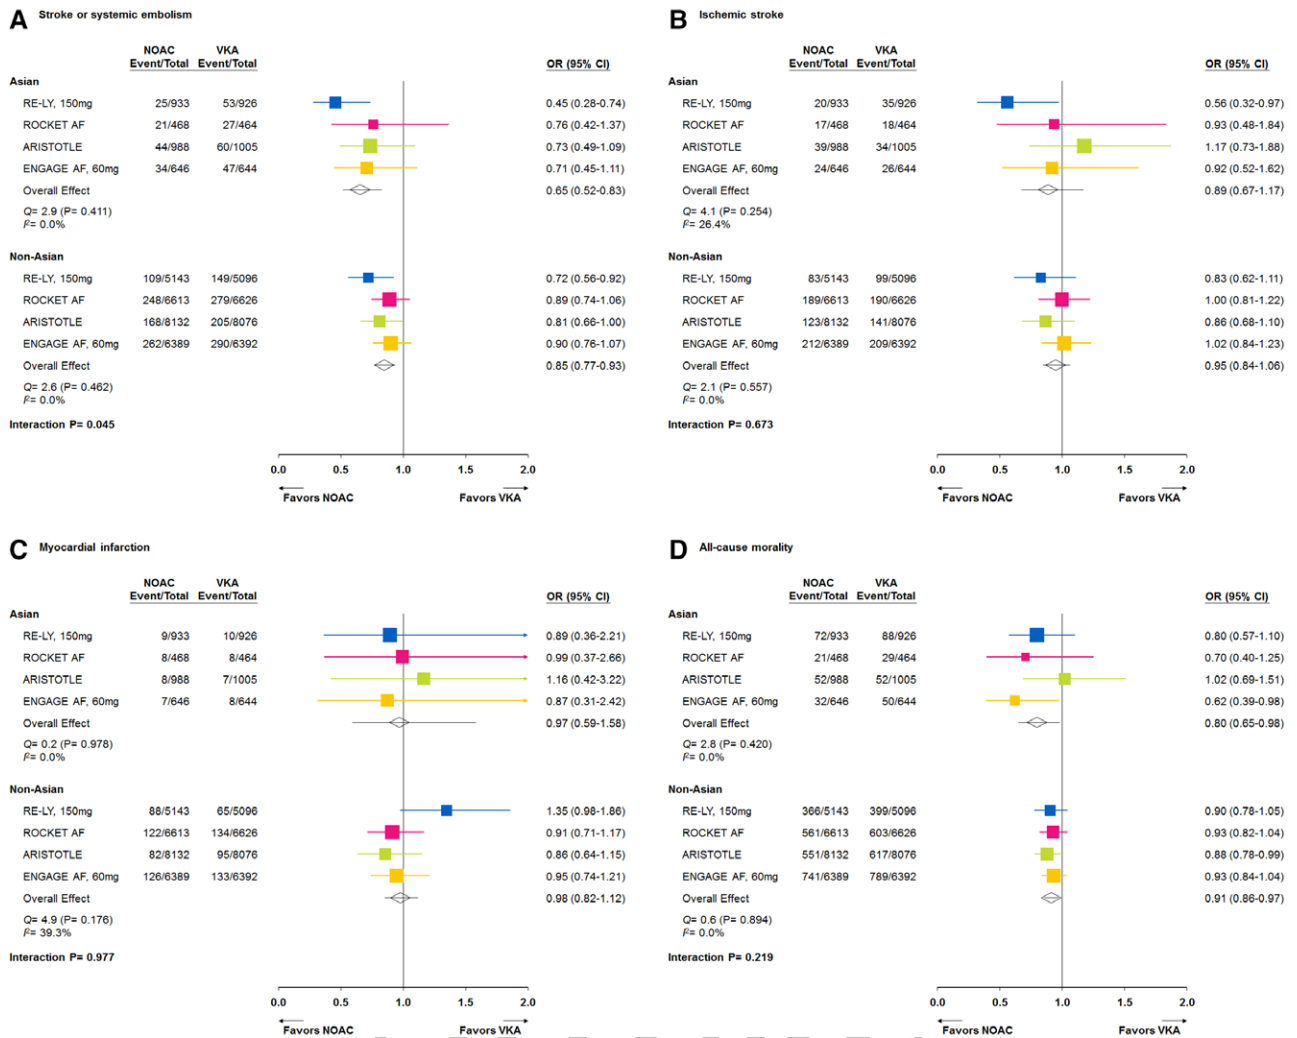 A Stroke or systemic embolism
NOAC VKA
Event/Total Event/Total OR (95% CI)
Asian
RE-LY, 150mg 25/933 53/926 0.45 (0.28-0.74)
ROCKET AF 21/468 27/464 0.76 (0.42-1.37)
ARISTOTLE 44/988 60/1005 0.73 (0.49-1.09)
ENGAGE AF, 60mg 34/646 47/644 0.71 (0.45-1.11)
Overall Effect 0.65 (0.52-0.83)
Q= 2.9 (P= 0.411)
I²= 0.0%
Non-Asian
RE-LY, 150mg 109/5143 149/5096 0.72 (0.56-0.92)
ROCKET AF 248/6613 279/6626 0.89 (0.74-1.06)
ARISTOTLE 168/8132 205/8076 0.81 (0.66-1.00)
ENGAGE AF, 60mg 262/6389 290/6392 0.90 (0.76-1.07)
Overall Effect 0.85 (0.77-0.93)
Q= 2.6 (P= 0.462)
I²= 0.0%
Interaction P= 0.045
0.0 0.5 1.0 1.5 2.0
Favors NOAC Favors VKA
B Ischemic stroke
NOAC VKA
Event/Total Event/Total OR (95% CI)
Asian
RE-LY, 150mg 20/933 35/926 0.56 (0.32-0.97)
ROCKET AF 17/468 18/464 0.93 (0.48-1.84)
ARISTOTLE 39/988 34/1005 1.17 (0.73-1.88)
ENGAGE AF, 60mg 24/646 26/644 0.92 (0.52-1.62)
Overall Effect 0.89 (0.67-1.17)
Q= 4.1 (P= 0.254)
I²= 26.4%
Non-Asian
RE-LY, 150mg 83/5143 99/5096 0.83 (0.62-1.11)
ROCKET AF 189/6613 190/6626 1.00 (0.81-1.22)
ARISTOTLE 123/8132 141/8076 0.86 (0.68-1.10)
ENGAGE AF, 60mg 212/6389 209/6392 1.02 (0.84-1.23)
Overall Effect 0.95 (0.84-1.06)
Q= 2.1 (P= 0.557)
I²= 0.0%
Interaction P= 0.673
0.0 0.5 1.0 1.5 2.0
Favors NOAC Favors VKA
C Myocardial infarction
NOAC VKA
Event/Total Event/Total OR (95% CI)
Asian
RE-LY, 150mg 9/933 10/926 0.89 (0.36-2.21)
ROCKET AF 8/468 8/464 0.99 (0.37-2.66)
ARISTOTLE 8/988 7/1005 1.16 (0.42-3.22)
ENGAGE AF, 60mg 7/646 8/644 0.87 (0.31-2.42)
Overall Effect 0.97 (0.59-1.58)
Q= 0.2 (P= 0.978)
I²= 0.0%
Non-Asian
RE-LY, 150mg 88/5143 65/5096 1.35 (0.98-1.86)
ROCKET AF 122/6613 134/6626 0.91 (0.71-1.17)
ARISTOTLE 82/8132 95/8076 0.86 (0.64-1.15)
ENGAGE AF, 60mg 126/6389 133/6392 0.95 (0.74-1.21)
Overall Effect 0.98 (0.82-1.12)
Q= 4.9 (P= 0.176)
I²= 39.3%
Interaction P= 0.977
0.0 0.5 1.0 1.5 2.0
Favors NOAC Favors VKA
D All-cause morality
NOAC VKA
Event/Total Event/Total OR (95% CI)
Asian
RE-LY, 150mg 72/933 88/926 0.80 (0.57-1.10)
ROCKET AF 21/468 29/464 0.70 (0.40-1.25)
ARISTOTLE 52/988 52/1005 1.02 (0.69-1.51)
ENGAGE AF, 60mg 32/646 50/644 0.62 (0.39-0.98)
Overall Effect 0.80 (0.65-0.98)
Q= 2.8 (P= 0.420)
I²= 0.0%
Non-Asian
RE-LY, 150mg 366/5143 399/5096 0.90 (0.78-1.05)
ROCKET AF 561/6613 603/6626 0.93 (0.82-1.04)
ARISTOTLE 551/8132 617/8076 0.88 (0.78-0.99)
ENGAGE AF, 60mg 741/6389 789/6392 0.93 (0.84-1.04)
Overall Effect 0.91 (0.86-0.97)
Q= 0.6 (P= 0.894)
I²= 0.0%
Interaction P= 0.219
0.0 0.5 1.0 1.5 2.0
Favors NOAC Favors VKA